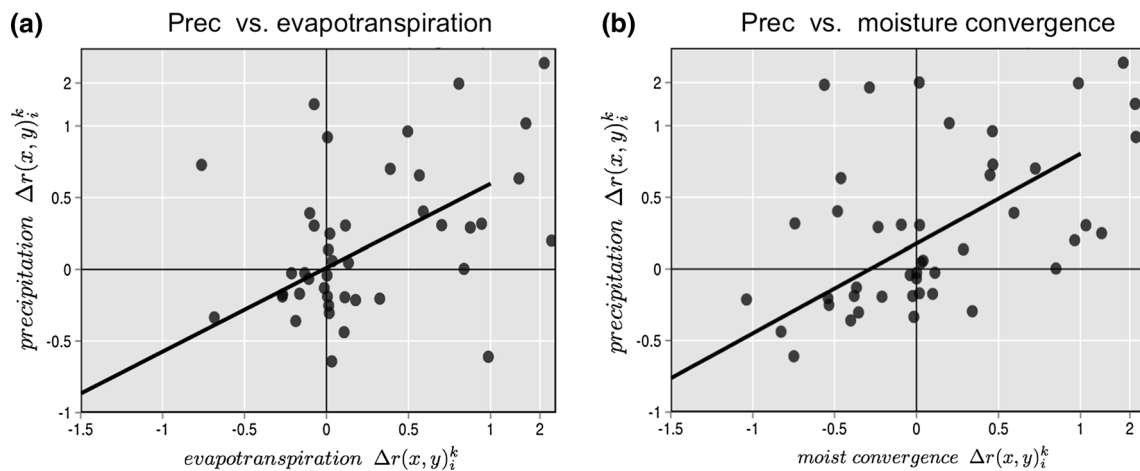 (a) Prec vs. evapotranspiration
2
1
0.5
0
-0.5
-1
precipitation Δr(x, y)_i^k
-1.5 -1 -0.5 0 0.5 1 2
evapotranspiration Δr(x, y)_i^k
(b) Prec vs. moisture convergence
2
1
0.5
0
-0.5
-1
precipitation Δr(x, y)_i^k
-1.5 -1 -0.5 0 0.5 1 2
moist convergence Δr(x, y)_i^k